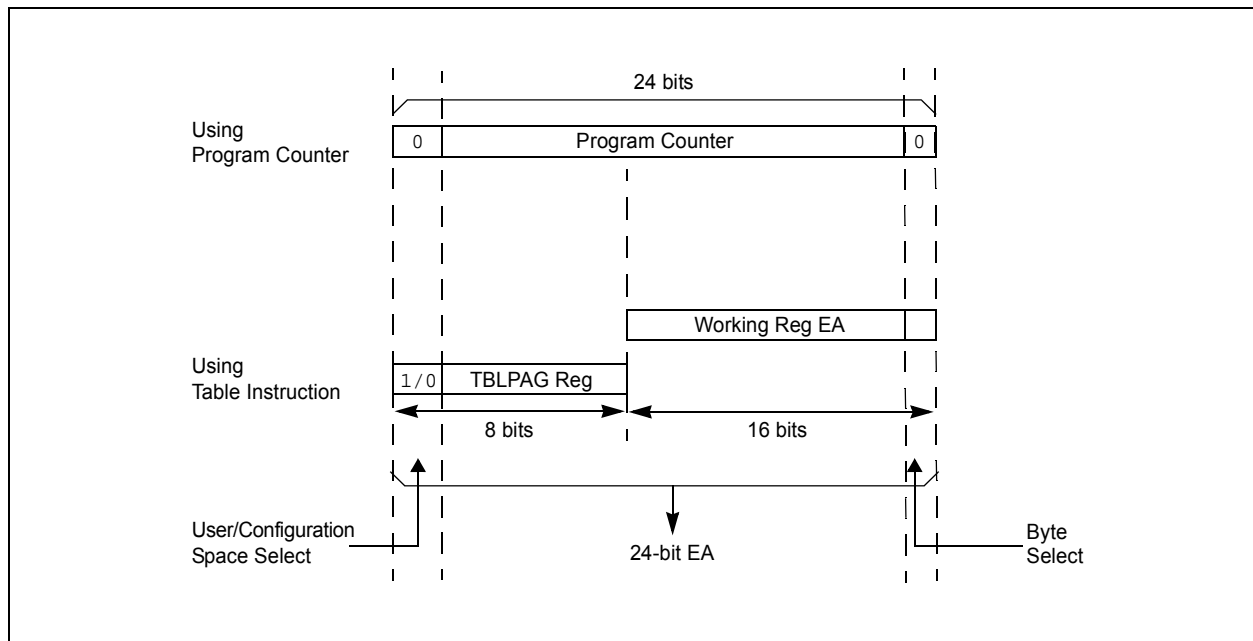 24 bits
Using
Program Counter
0
Program Counter
0
Working Reg EA
Using
Table Instruction
1/0
TBLPAG Reg
8 bits
16 bits
User/Configuration
Space Select
24-bit EA
Byte
Select